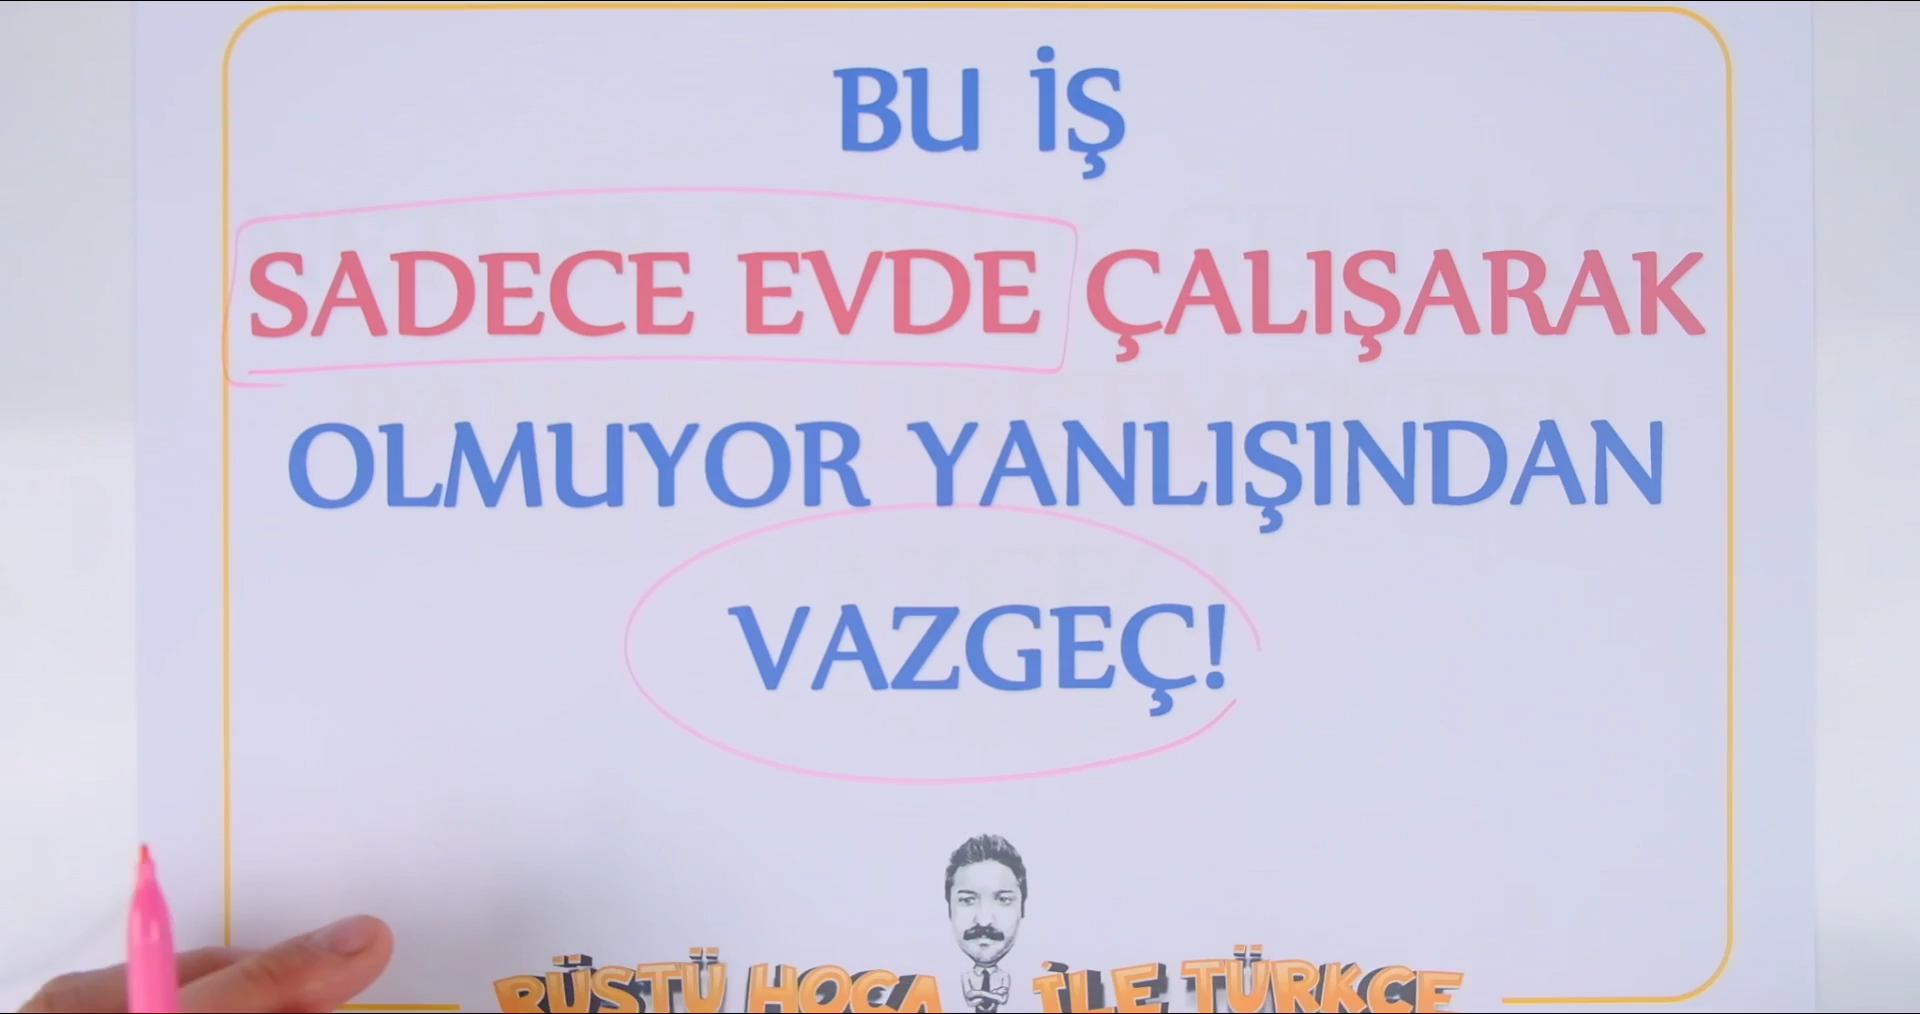 BU İŞ
SADECE EVDE ÇALIŞARAK
OLMUYOR YANLIŞINDAN
VAZGEÇ!
RÜSTÜ HOCA İLE TÜRKÇE